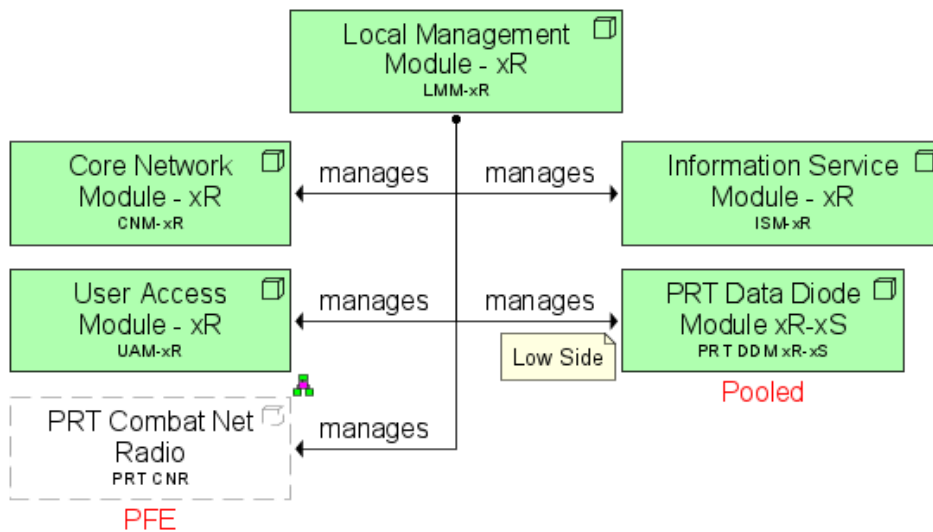 Local Management
Module - xR
LMM-xR
Core Network
Module - xR
CNM-xR
manages
manages
Information Service
Module - xR
ISM-xR
User Access
Module - xR
UAM-xR
manages
manages
PRT Data Diode
Module xR-xS
PRT DDM xR-xS
Low Side
Pooled
PRT Combat Net
Radio
PRT CNR
manages
PFE